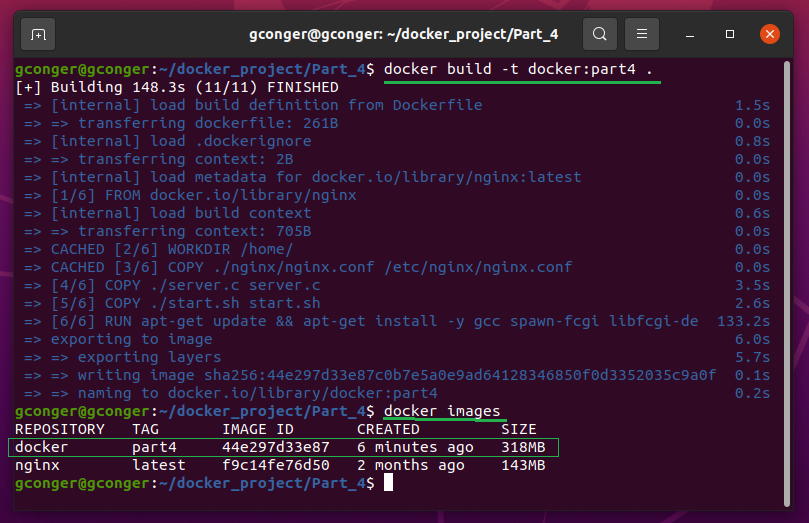 gconger@gconger: ~/docker_project/Part_4
gconger@gconger:~/docker_project/Part_4$ docker build -t docker:part4 .
[+] Building 148.3s (11/11) FINISHED
=> [internal] load build definition from Dockerfile 1.5s
=> => transferring dockerfile: 261B 0.0s
=> [internal] load .dockerignore 0.8s
=> => transferring context: 2B 0.0s
=> [internal] load metadata for docker.io/library/nginx:latest 0.0s
=> [1/6] FROM docker.io/library/nginx 0.0s
=> [internal] load build context 0.6s
=> => transferring context: 705B 0.0s
=> CACHED [2/6] WORKDIR /home/ 0.0s
=> CACHED [3/6] COPY ./nginx/nginx.conf /etc/nginx/nginx.conf 0.0s
=> [4/6] COPY ./server.c server.c 3.5s
=> [5/6] COPY ./start.sh start.sh 2.6s
=> [6/6] RUN apt-get update && apt-get install -y gcc spawn-fcgi libfcgi-de 133.2s
=> exporting to image 6.0s
=> => exporting layers 5.7s
=> => writing image sha256:44e297d33e87c0b7e5a0e9ad64128346850f0d3352035c9a0f 0.1s
=> => naming to docker.io/library/docker:part4 0.2s
gconger@gconger:~/docker_project/Part_4$ docker images
REPOSITORY TAG IMAGE ID CREATED SIZE
docker part4 44e297d33e87 6 minutes ago 318MB
nginx latest f9c14fe76d50 2 months ago 143MB
gconger@gconger:~/docker_project/Part_4$